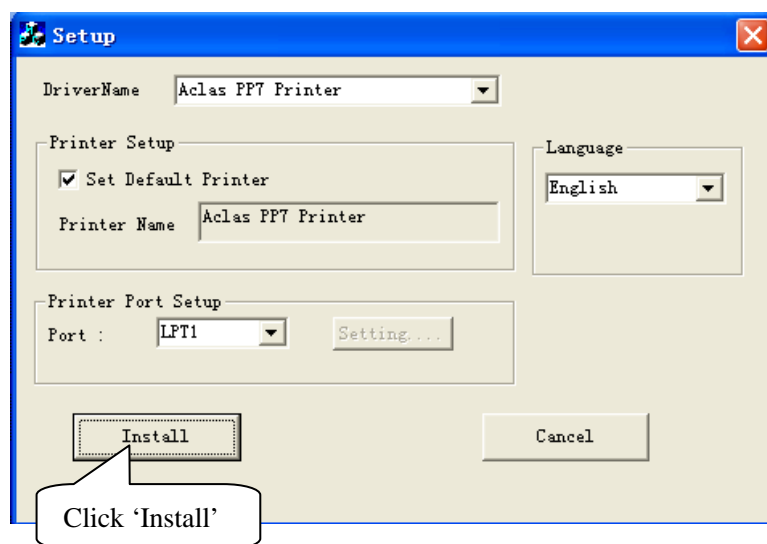 Setup
DriverName Aclas PP7 Printer
Printer Setup
Set Default Printer
Printer Name Aclas PP7 Printer
Language
English
Printer Port Setup
Port : LPT1 Setting....
Install Cancel
Click ‘Install’